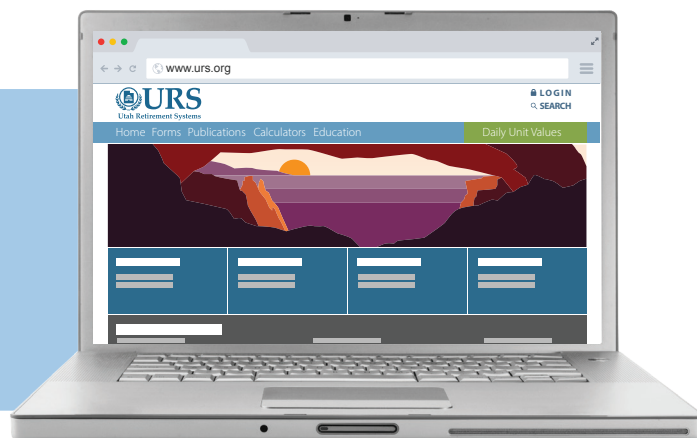 www.urs.org
URS
Utah Retirement Systems
LOGIN
SEARCH
Home Forms Publications Calculators Education Daily Unit Values